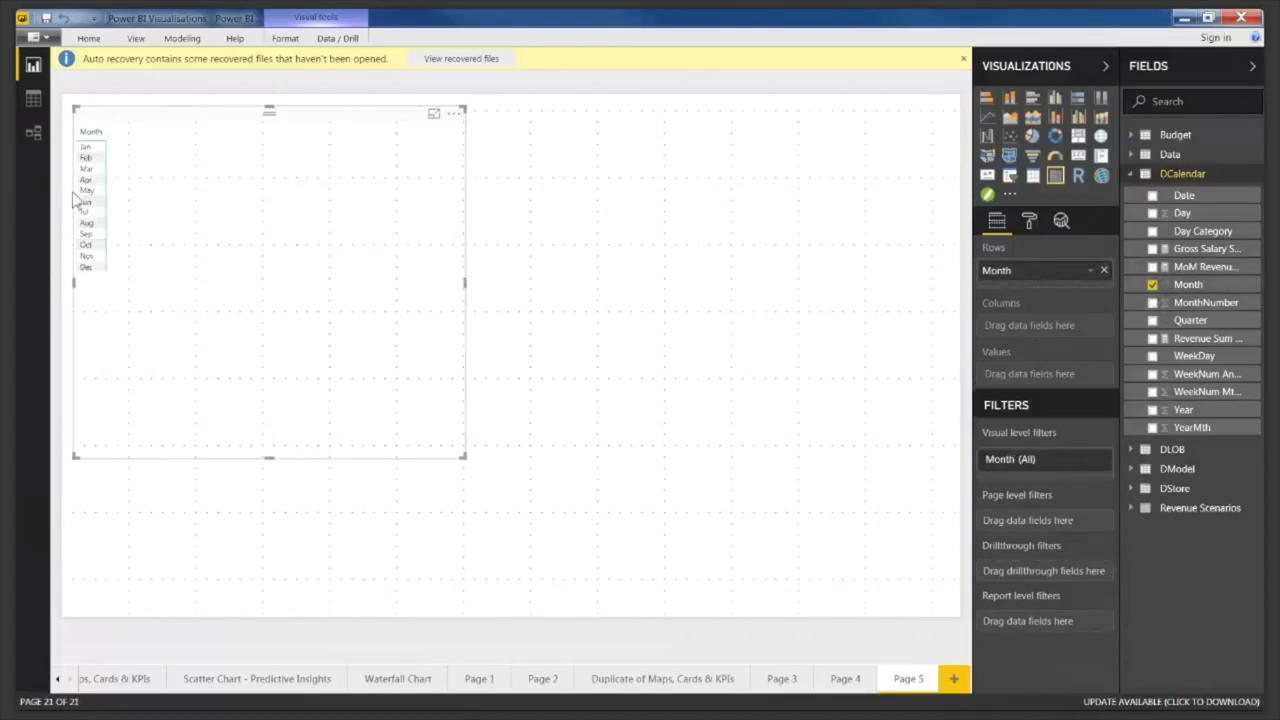 Power BI Visualisations - Power BI
Visual tools
Home View Modeling Help Format Data / Drill
Sign in
Auto recovery contains some recovered files that haven't been opened.
View recovered files
Month
Jan
Feb
Mar
Apr
May
Jun
Jul
Aug
Sep
Oct
Nov
Dec
VISUALIZATIONS
R
Rows
Month
Columns
Drag data fields here
Values
Drag data fields here
FILTERS
Visual level filters
Month (All)
Page level filters
Drag data fields here
Drillthrough filters
Drag drillthrough fields here
Report level filters
Drag data fields here
FIELDS
Search
Budget
Data
DCalendar
Date
Day
Day Category
Gross Salary S...
MoM Revenu...
Month
MonthNumber
Quarter
Revenue Sum ...
WeekDay
WeekNum An...
WeekNum Mt...
Year
YearMth
DLOB
DModel
DStore
Revenue Scenarios
ps, Cards & KPIs
Scatter Chart - Predictive Insights
Waterfall Chart
Page 1
Page 2
Duplicate of Maps, Cards & KPIs
Page 3
Page 4
Page 5
PAGE 21 OF 21
UPDATE AVAILABLE (CLICK TO DOWNLOAD)